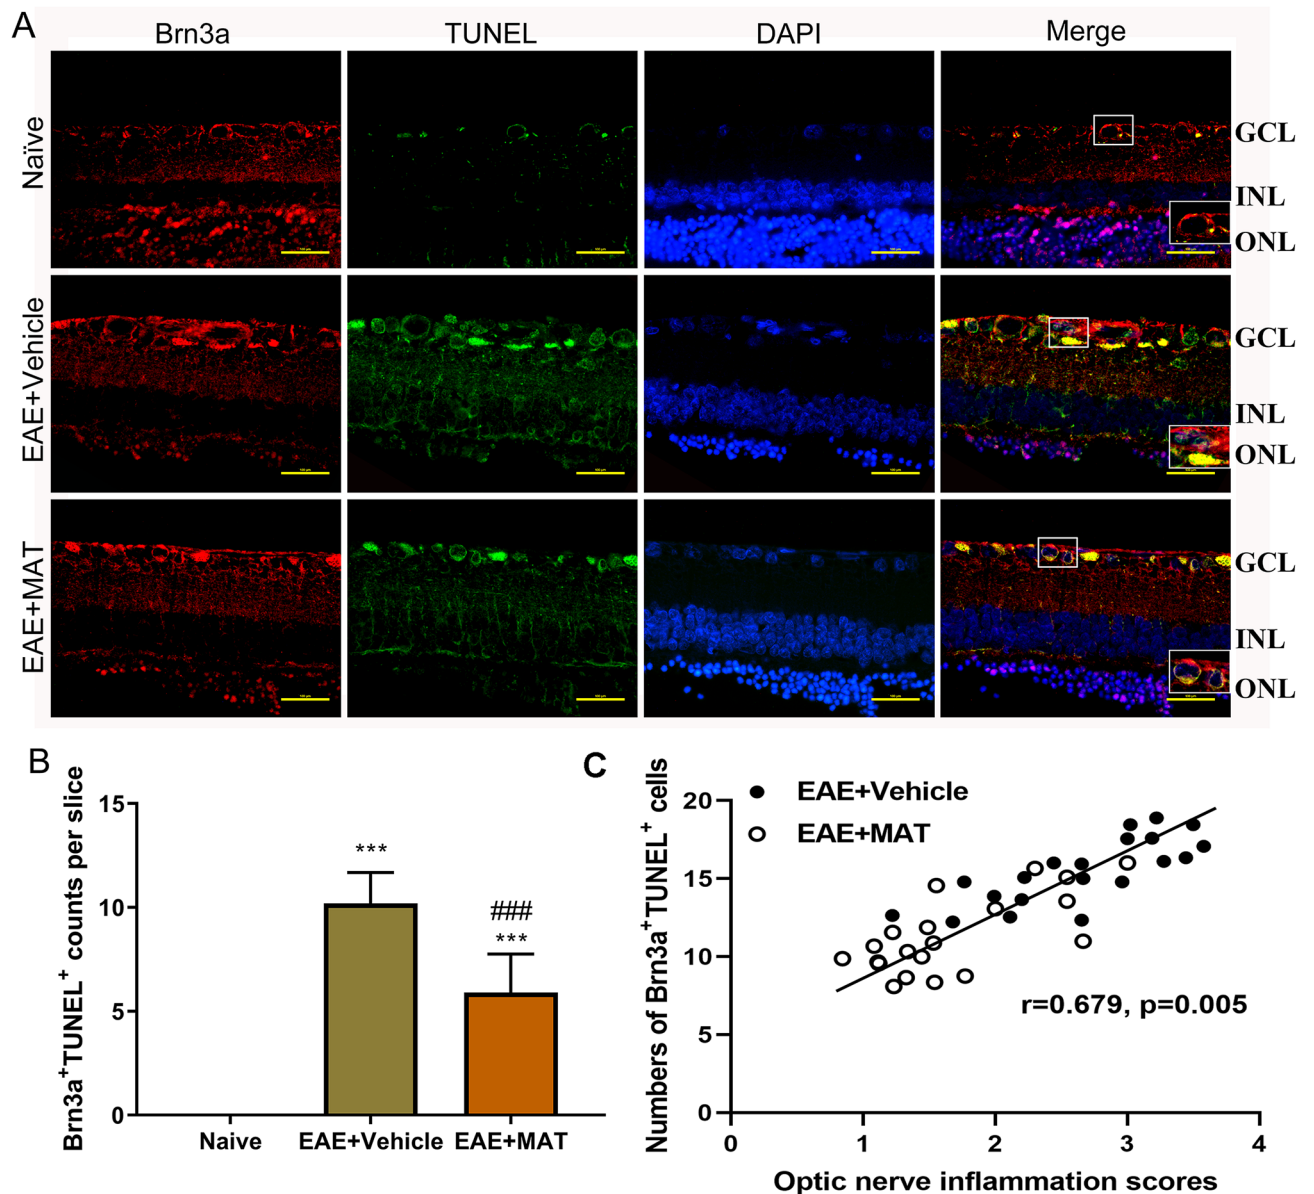 A
Brn3a TUNEL DAPI Merge
Naïve
GCL
INL
ONL
EAE+Vehicle
GCL
INL
ONL
EAE+MAT
GCL
INL
ONL
B
Brn3a⁺TUNEL⁺ counts per slice
15
10
5
0
***
###
***
Naive EAE+Vehicle EAE+MAT
C
Numbers of Brn3a⁺TUNEL⁺ cells
20
15
10
5
0
EAE+Vehicle
EAE+MAT
r=0.679, p=0.005
0 1 2 3 4
Optic nerve inflammation scores